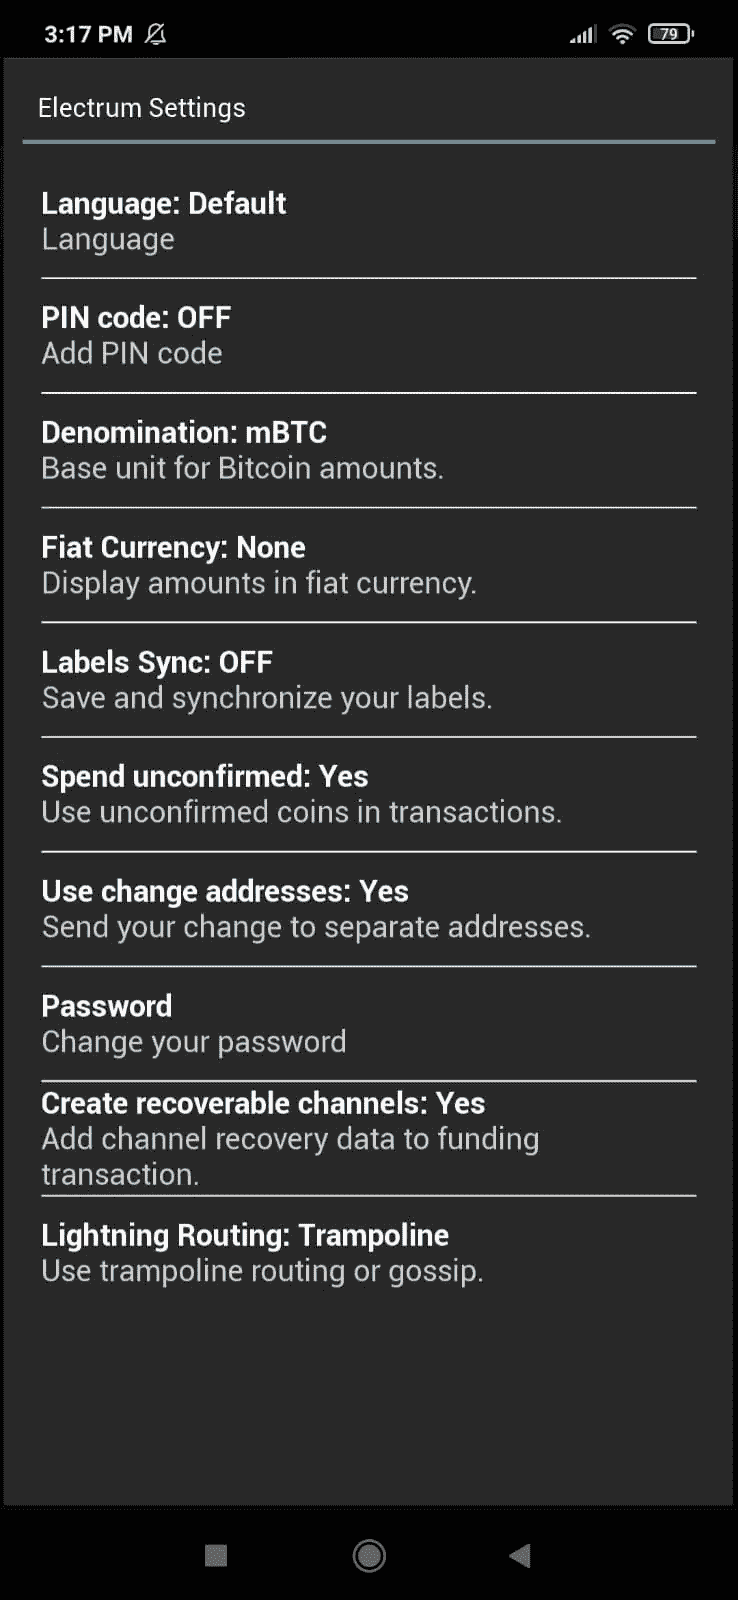 3:17 PM
79
Electrum Settings
Language: Default
Language
PIN code: OFF
Add PIN code
Denomination: mBTC
Base unit for Bitcoin amounts.
Fiat Currency: None
Display amounts in fiat currency.
Labels Sync: OFF
Save and synchronize your labels.
Spend unconfirmed: Yes
Use unconfirmed coins in transactions.
Use change addresses: Yes
Send your change to separate addresses.
Password
Change your password
Create recoverable channels: Yes
Add channel recovery data to funding
transaction.
Lightning Routing: Trampoline
Use trampoline routing or gossip.